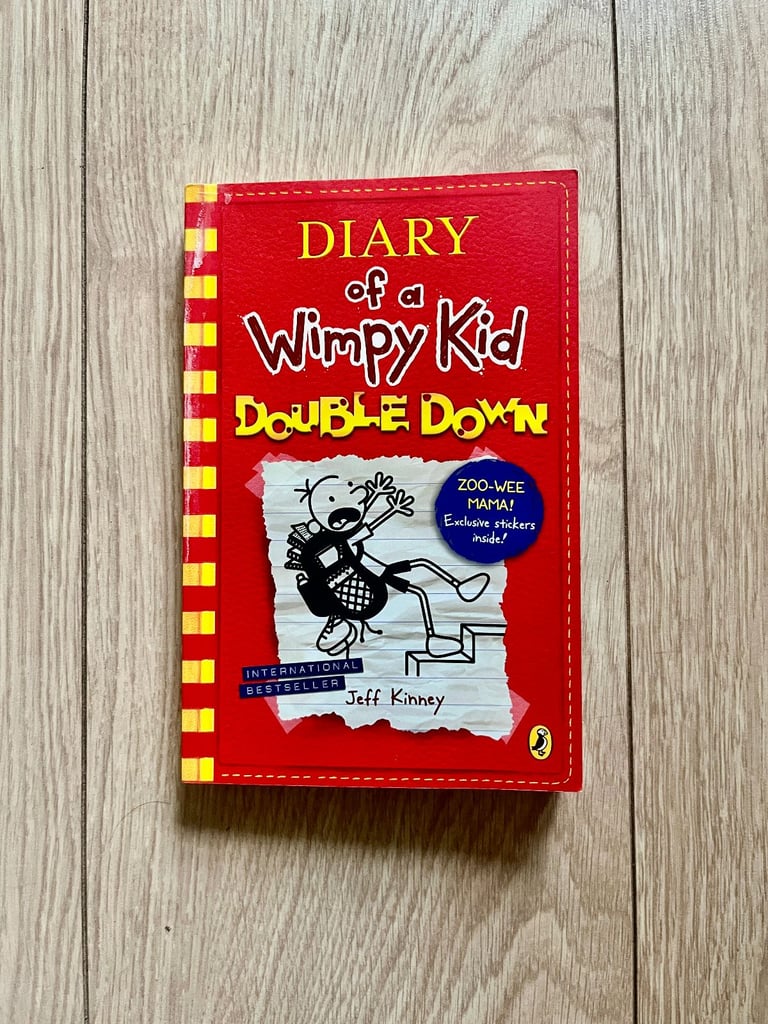 DIARY
of a
Wimpy Kid
DOUBLE DOWN
ZOO-WEE
MAMA!
Exclusive stickers
inside!
INTERNATIONAL
BESTSELLER
Jeff Kinney